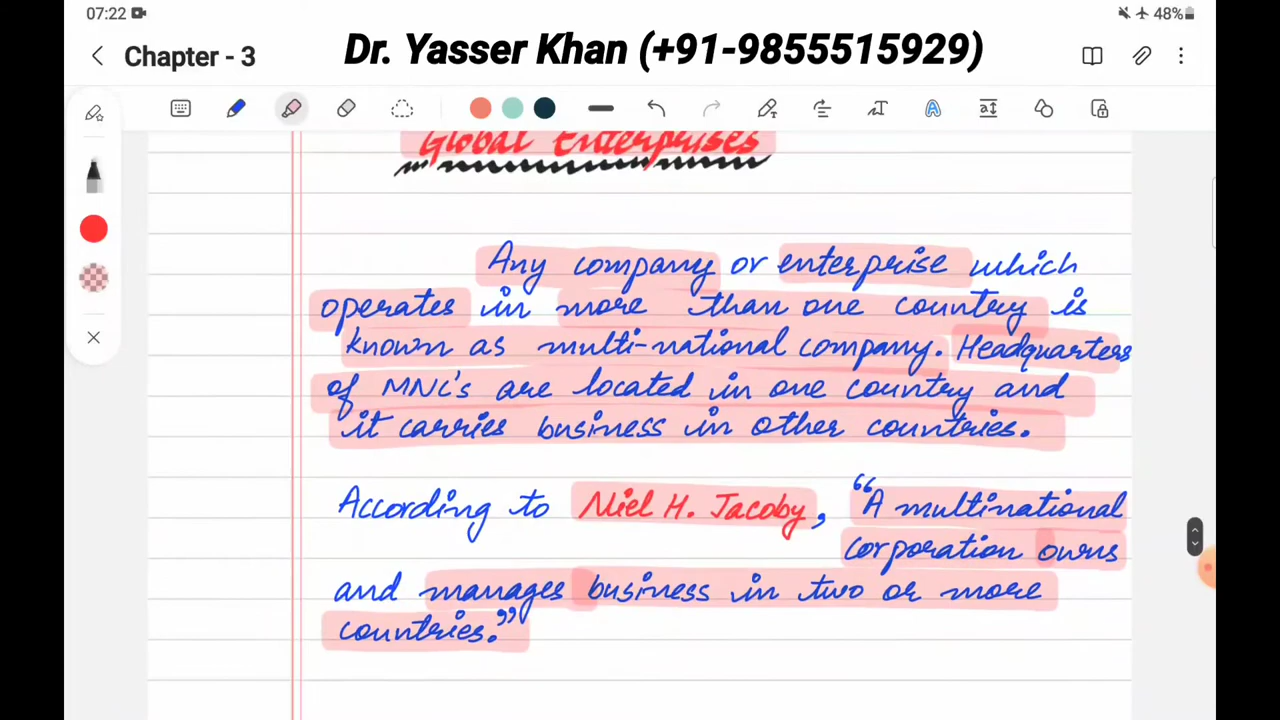 07:22 48%
Chapter - 3 Dr. Yasser Khan (+91-9855515929)
Global Enterprises
Any company or enterprise which
operates in more than one country is
known as multi-national company. Headquarters
of MNC's are located in one country and
it carries business in other countries.
According to Niel H. Jacoby, "A multinational
corporation owns
and manages business in two or more
countries."